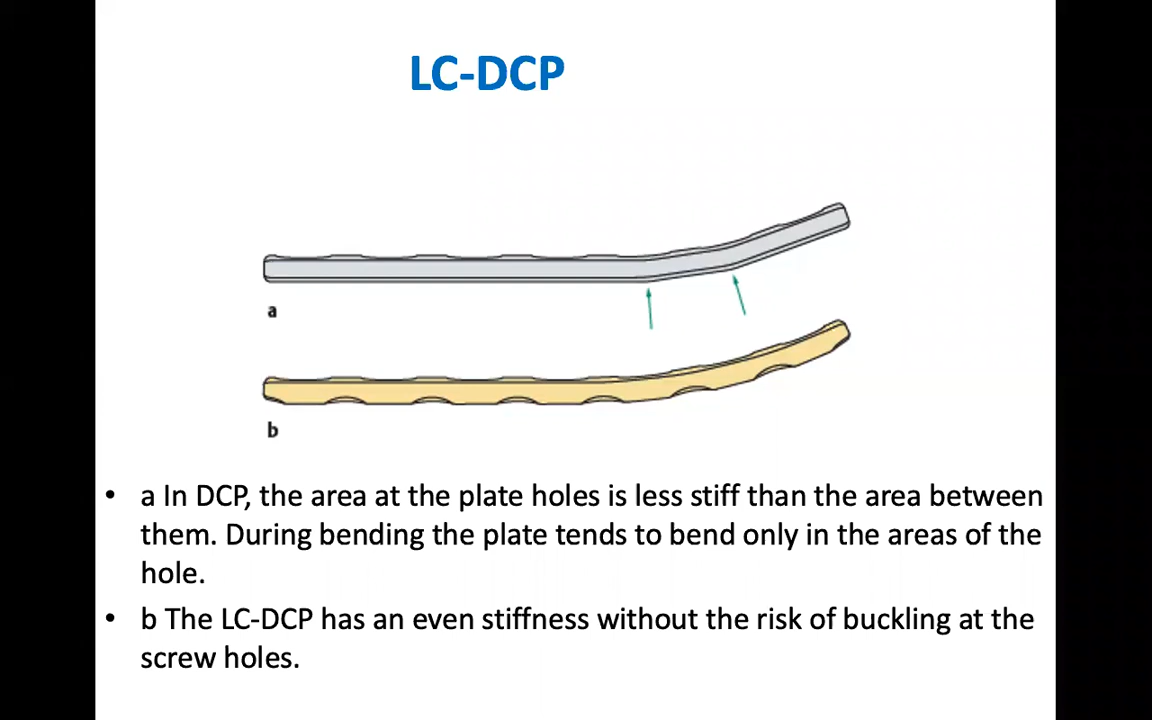 LC-DCP
a
b
• a In DCP, the area at the plate holes is less stiff than the area between
them. During bending the plate tends to bend only in the areas of the
hole.
• b The LC-DCP has an even stiffness without the risk of buckling at the
screw holes.